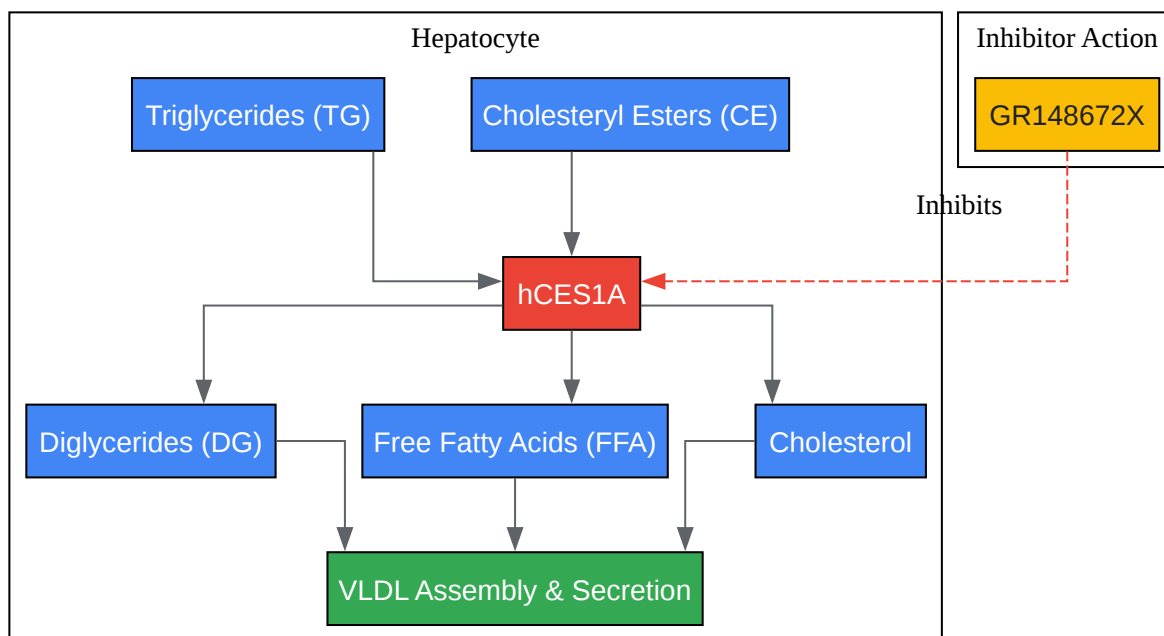 Hepatocyte
Inhibitor Action
Triglycerides (TG)
Cholesteryl Esters (CE)
GR148672X
Inhibits
hCES1A
Diglycerides (DG)
Free Fatty Acids (FFA)
Cholesterol
VLDL Assembly & Secretion